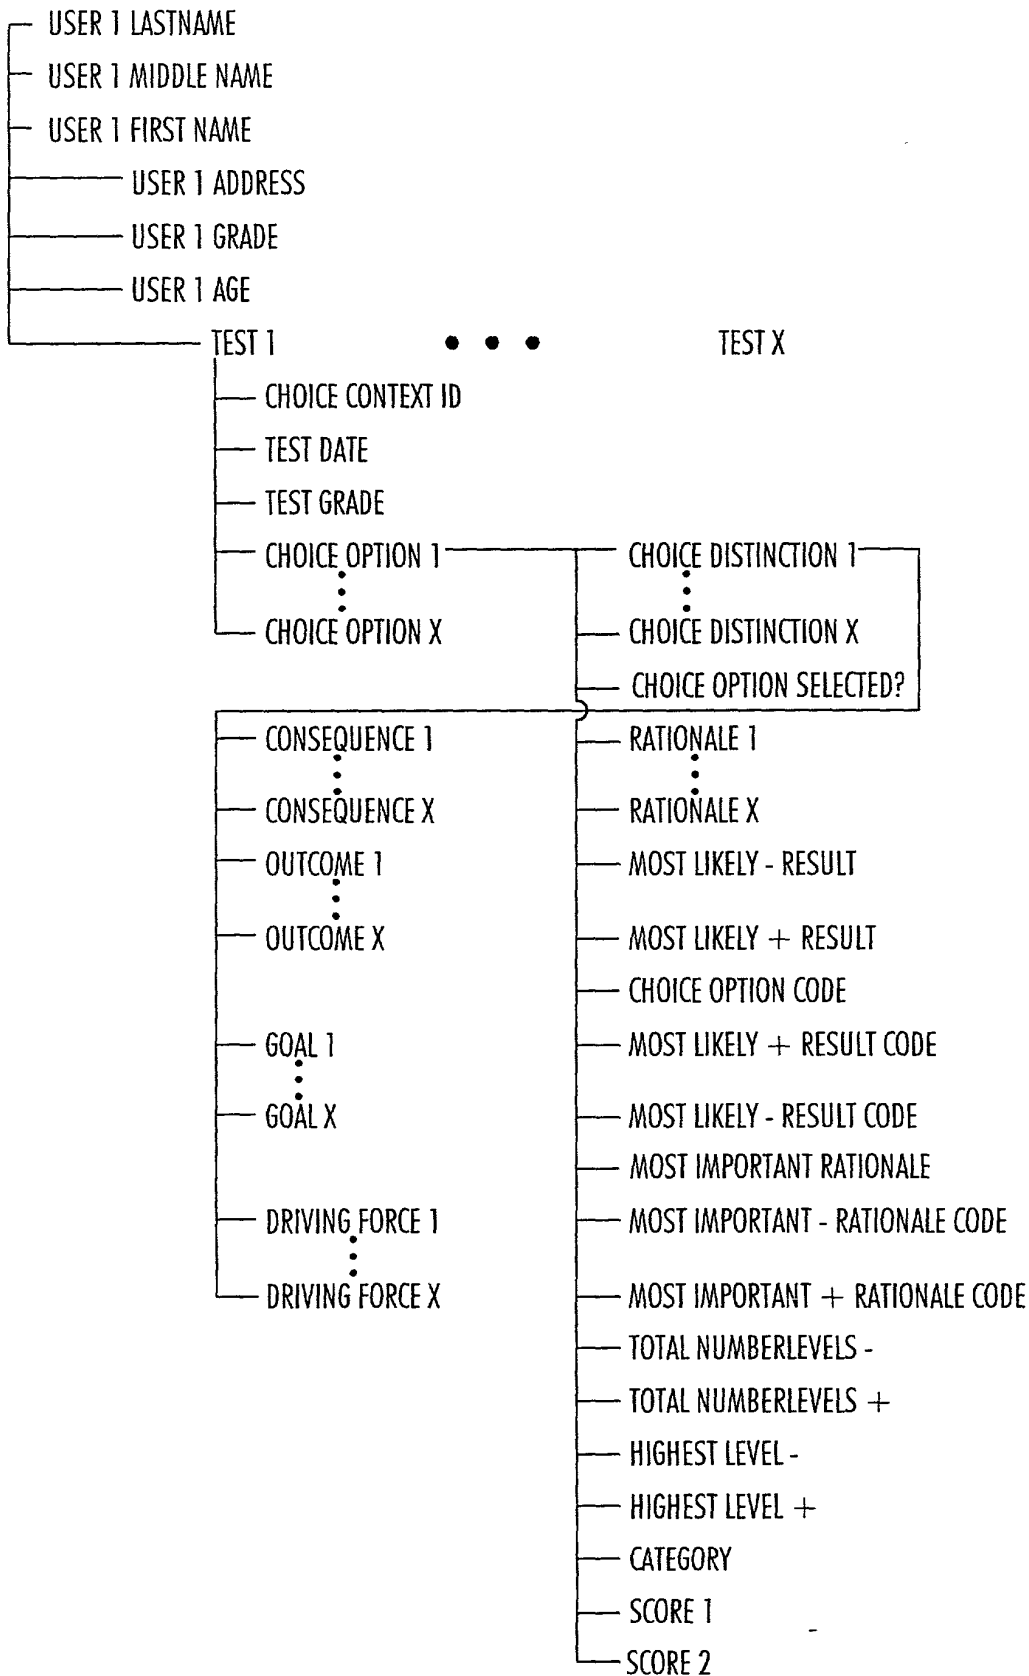 USER 1 LASTNAME
USER 1 MIDDLE NAME
USER 1 FIRST NAME
USER 1 ADDRESS
USER 1 GRADE
USER 1 AGE
TEST 1 • • • TEST X
CHOICE CONTEXT ID
TEST DATE
TEST GRADE
CHOICE OPTION 1
CHOICE OPTION X
CHOICE DISTINCTION 1
CHOICE DISTINCTION X
CHOICE OPTION SELECTED?
CONSEQUENCE 1
CONSEQUENCE X
OUTCOME 1
OUTCOME X
GOAL 1
GOAL X
DRIVING FORCE 1
DRIVING FORCE X
RATIONALE 1
RATIONALE X
MOST LIKELY - RESULT
MOST LIKELY + RESULT
CHOICE OPTION CODE
MOST LIKELY + RESULT CODE
MOST LIKELY - RESULT CODE
MOST IMPORTANT RATIONALE
MOST IMPORTANT - RATIONALE CODE
MOST IMPORTANT + RATIONALE CODE
TOTAL NUMBERLEVELS -
TOTAL NUMBERLEVELS +
HIGHEST LEVEL -
HIGHEST LEVEL +
CATEGORY
SCORE 1
SCORE 2